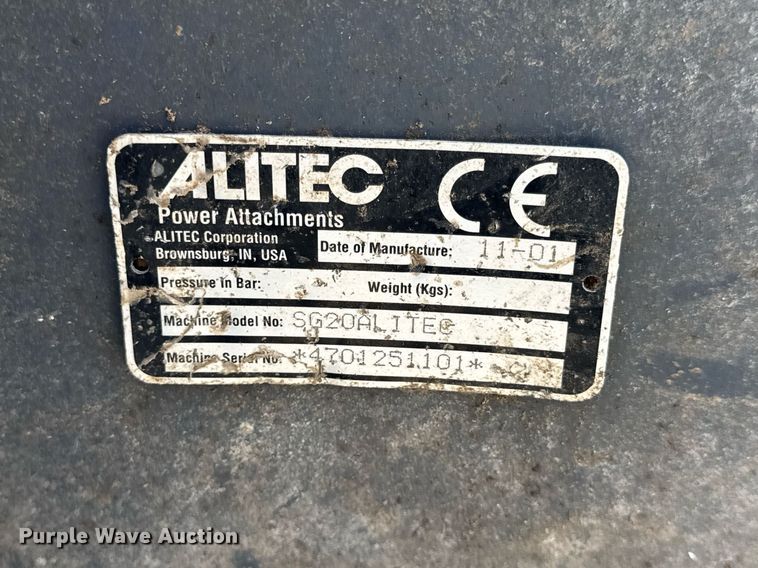 ALITEC CE
Power Attachments
ALITEC Corporation
Brownsburg, IN, USA
Date of Manufacture: 11-01
Pressure in Bar: Weight (Kgs):
Machine Model No: SG20ALITEC
Machine Serial No: *4701251101*
Purple Wave Auction